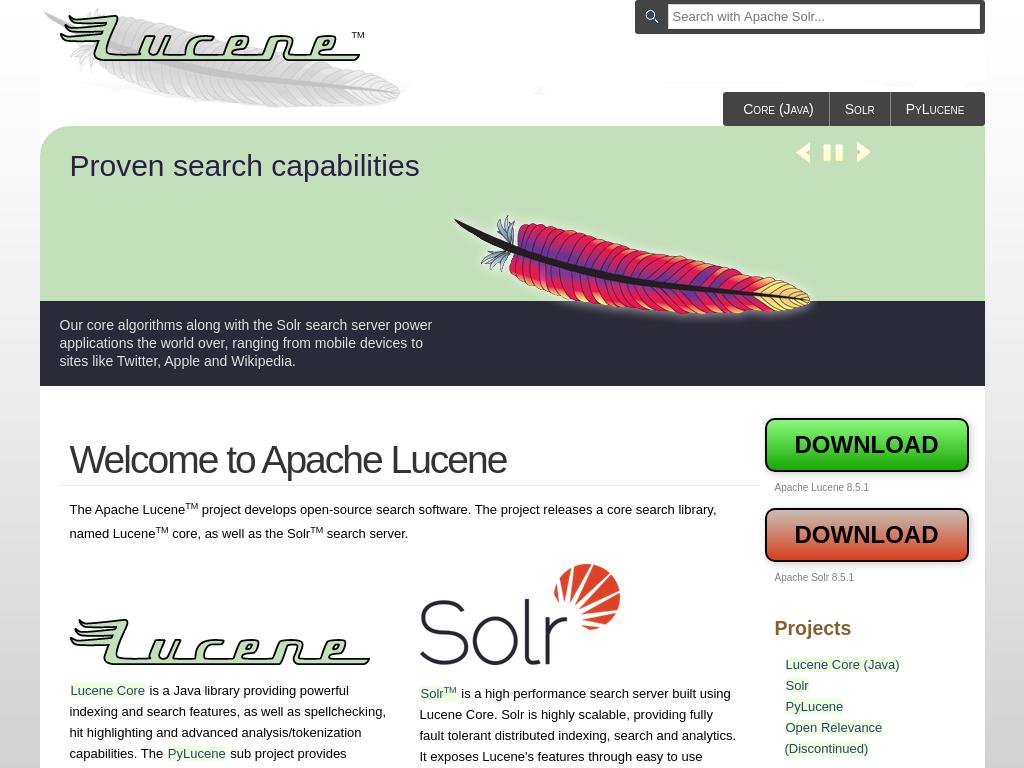 Lucene TM
Search with Apache Solr...
Core (Java) Solr PyLucene
Proven search capabilities
Our core algorithms along with the Solr search server power
applications the world over, ranging from mobile devices to
sites like Twitter, Apple and Wikipedia.
Welcome to Apache Lucene
The Apache LuceneTM project develops open-source search software. The project releases a core search library,
named LuceneTM core, as well as the SolrTM search server.
Lucene
Lucene Core is a Java library providing powerful
indexing and search features, as well as spellchecking,
hit highlighting and advanced analysis/tokenization
capabilities. The PyLucene sub project provides
Solr
SolrTM is a high performance search server built using
Lucene Core. Solr is highly scalable, providing fully
fault tolerant distributed indexing, search and analytics.
It exposes Lucene's features through easy to use
DOWNLOAD
Apache Lucene 8.5.1
DOWNLOAD
Apache Solr 8.5.1
Projects
Lucene Core (Java)
Solr
PyLucene
Open Relevance
(Discontinued)